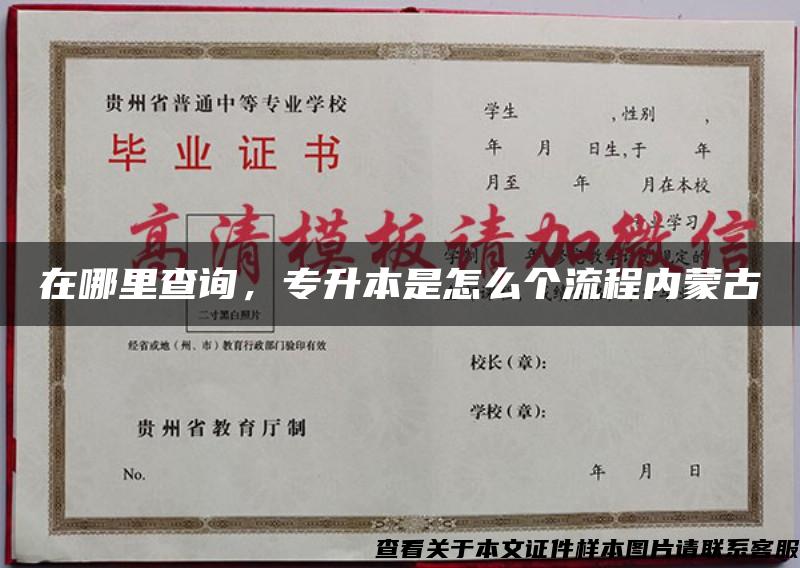 贵州省普通中等专业学校
毕业证书
二寸黑白照片
经省或地（州、市）教育行政部门验印有效
贵州省教育厅制
No.
学生 ，性别 ，
年 月 日生,于 年
月至 年 月在本校
专业学习
校长（章）：
学校（章）：
年 月 日
高清模板请加微信
在哪里查询，专升本是怎么个流程内蒙古
查看关于本文证件样本图片请联系客服